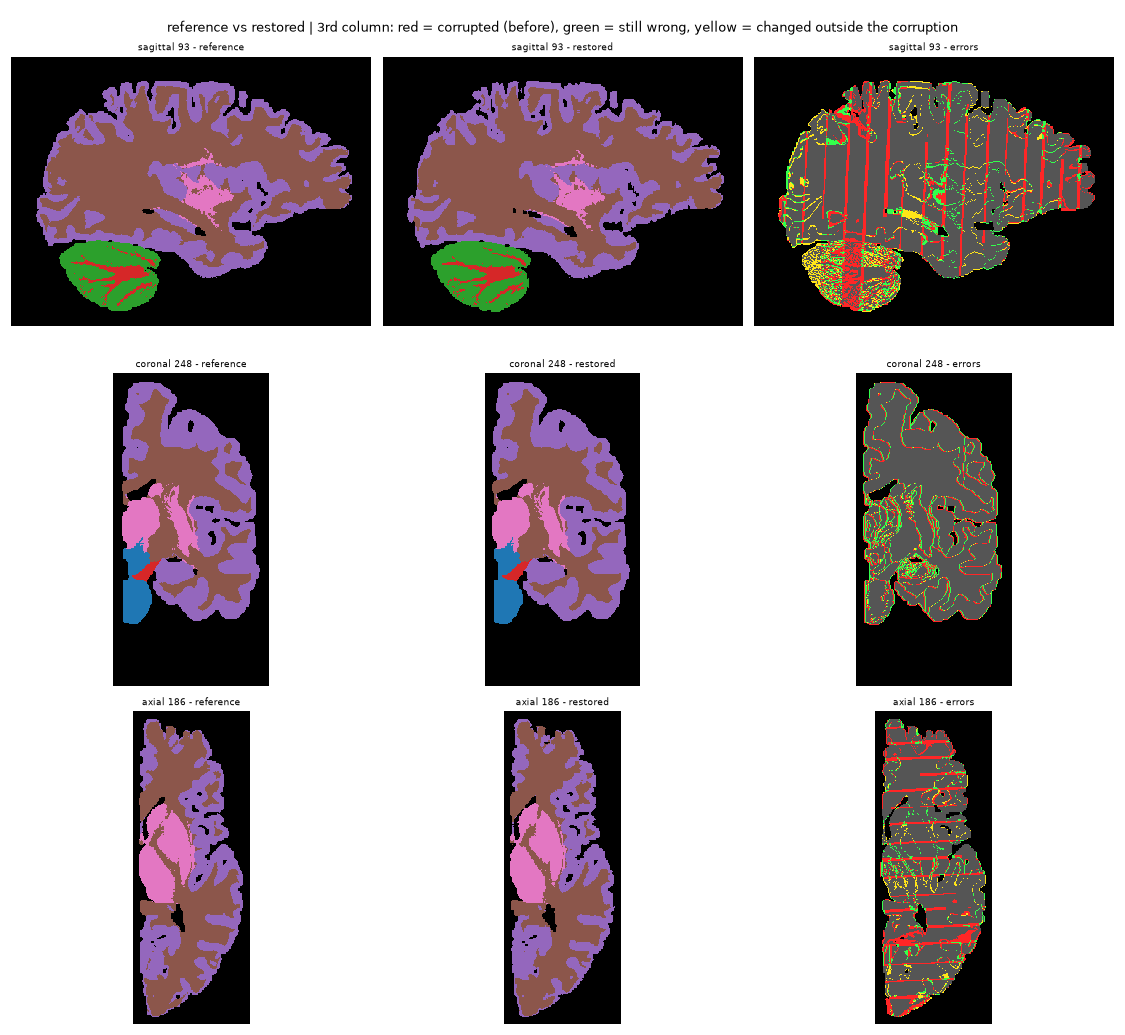 reference vs restored | 3rd column: red = corrupted (before), green = still wrong, yellow = changed outside the corruption
sagittal 93 - reference
sagittal 93 - restored
sagittal 93 - errors
coronal 248 - reference
coronal 248 - restored
coronal 248 - errors
axial 186 - reference
axial 186 - restored
axial 186 - errors